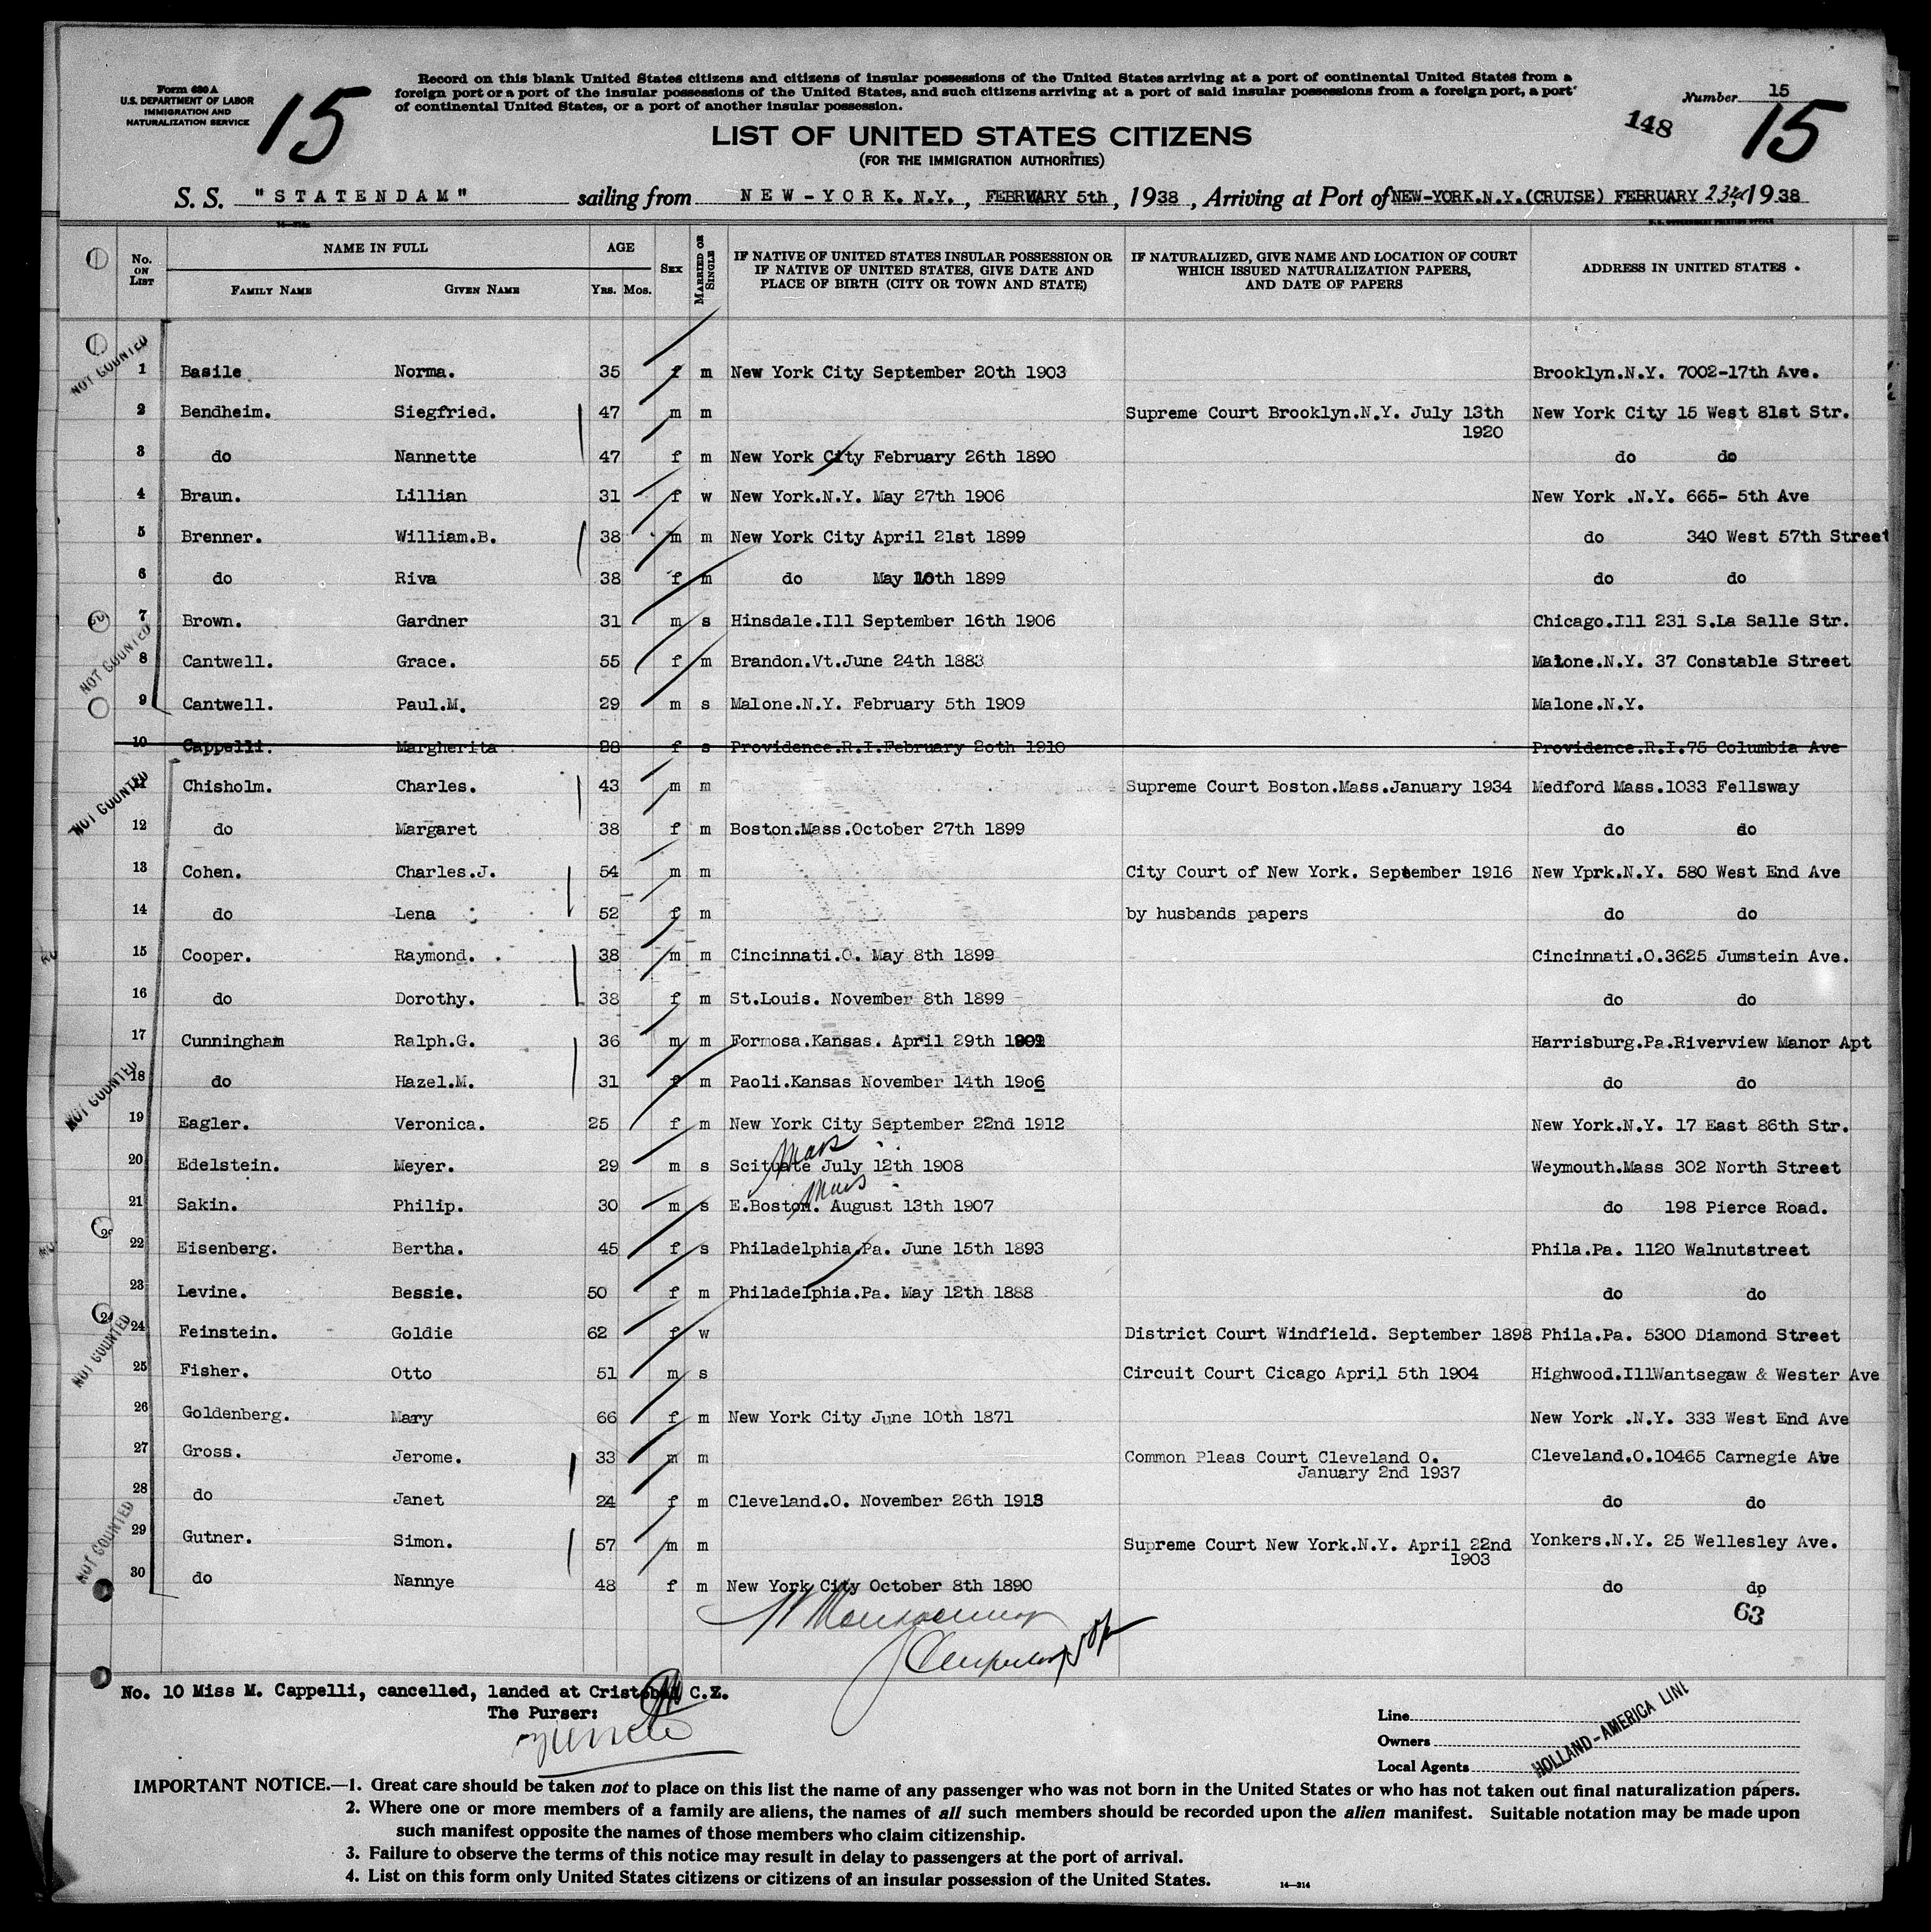 Form 630 A
U.S. DEPARTMENT OF LABOR
IMMIGRATION AND
NATURALIZATION SERVICE
15
Record on this blank United States citizens and citizens of insular possessions of the United States arriving at a port of continental United States from a
foreign port or a port of the insular possessions of the United States, and such citizens arriving at a port of said insular possessions from a foreign port, a port
of continental United States, or a port of another insular possession.
Number 15
148
15
LIST OF UNITED STATES CITIZENS
(FOR THE IMMIGRATION AUTHORITIES)
S. S. "STATENDAM" sailing from NEW-YORK. N.Y., FEBRUARY 5th, 1938, Arriving at Port of NEW-YORK.N.Y.(CRUISE) FEBRUARY 23rd, 1938
U. S. GOVERNMENT PRINTING OFFICE
No. ON LIST
NAME IN FULL
FAMILY NAME GIVEN NAME
AGE
YRS. MOS.
SEX
MARRIED OR SINGLE
IF NATIVE OF UNITED STATES INSULAR POSSESSION OR
IF NATIVE OF UNITED STATES, GIVE DATE AND
PLACE OF BIRTH (CITY OR TOWN AND STATE)
IF NATURALIZED, GIVE NAME AND LOCATION OF COURT
WHICH ISSUED NATURALIZATION PAPERS,
AND DATE OF PAPERS
ADDRESS IN UNITED STATES.
NOT COUNTED
1 Basile Norma. 35 f m New York City September 20th 1903 Brooklyn.N.Y. 7002-17th Ave.
2 Bendheim. Siegfried. 47 m m Supreme Court Brooklyn.N.Y. July 13th New York City 15 West 81st Str.
1920
3 do Nannette 47 f m New York City February 26th 1890 do do
4 Braun. Lillian 31 f w New York.N.Y. May 27th 1906 New York .N.Y. 665- 5th Ave
5 Brenner. William.B. 38 m m New York City April 21st 1899 do 340 West 57th Street
6 do Riva 38 f m do May 10th 1899 do do
7 Brown. Gardner 31 m s Hinsdale.Ill September 16th 1906 Chicago.Ill 231 S.La Salle Str.
NOT COUNTED
8 Cantwell. Grace. 55 f m Brandon.Vt.June 24th 1883 Malone.N.Y. 37 Constable Street
9 Cantwell. Paul.M. 29 m s Malone.N.Y. February 5th 1909 Malone.N.Y.
10 Cappelli. Margherita 28 f s Providence.R.I.February 2oth 1910 Providence.R.I.75 Columbia Ave
NOT COUNTED
11 Chisholm. Charles. 43 m m Supreme Court Boston.Mass.January 1934 Medford Mass.1033 Fellsway
12 do Margaret 38 f m Boston.Mass.October 27th 1899 do do
13 Cohen. Charles.J. 54 m m City Court of New York. September 1916 New Yprk.N.Y. 580 West End Ave
14 do Lena 52 f m by husbands papers do do
15 Cooper. Raymond. 38 m m Cincinnati.O. May 8th 1899 Cincinnati.O.3625 Jumstein Ave.
16 do Dorothy. 38 f m St.Louis. November 8th 1899 do do
17 Cunningham Ralph.G. 36 m m Formosa.Kansas. April 29th Harrisburg.Pa.Riverview Manor Apt
NOT COUNTED
18 do Hazel.M. 31 f m Paoli.Kansas November 14th 19o6 do do
19 Eagler. Veronica. 25 f m New York City September 22nd 1912 New York.N.Y. 17 East 86th Str.
Mass
20 Edelstein. Meyer. 29 m s Scituate July 12th 1908 Weymouth.Mass 302 North Street
Mass
21 Sakin. Philip. 30 m s E.Boston. August 13th 1907 do 198 Pierce Road.
22 Eisenberg. Bertha. 45 f s Philadelphia.Pa. June 15th 1893 Phila.Pa. 1120 Walnutstreet
23 Levine. Bessie. 50 f m Philadelphia.Pa. May 12th 1888 do do
24 Feinstein. Goldie 62 f w District Court Windfield. September 1898 Phila.Pa. 5300 Diamond Street
NOT COUNTED
25 Fisher. Otto 51 m s Circuit Court Cicago April 5th 1904 Highwood.IllWantsegaw & Wester Ave
26 Goldenberg. Mary 66 f m New York City June 10th 1871 New York .N.Y. 333 West End Ave
27 Gross. Jerome. 33 m m Common Pleas Court Cleveland O. Cleveland.O.10465 Carnegie Ave
January 2nd 1937
28 do Janet 24 f m Cleveland.O. November 26th 1913 do do
NOT COUNTED
29 Gutner. Simon. 57 m m Supreme Court New York.N.Y. April 22nd Yonkers.N.Y. 25 Wellesley Ave.
1903
30 do Nannye 48 f m New York City October 8th 1890 do dp
63
No. 10 Miss M. Cappelli, cancelled, landed at Cristobal C.Z.
The Purser:
Line
Owners
Local Agents
HOLLAND-AMERICA LINE
IMPORTANT NOTICE.—1. Great care should be taken not to place on this list the name of any passenger who was not born in the United States or who has not taken out final naturalization papers.
2. Where one or more members of a family are aliens, the names of all such members should be recorded upon the alien manifest. Suitable notation may be made upon
such manifest opposite the names of those members who claim citizenship.
3. Failure to observe the terms of this notice may result in delay to passengers at the port of arrival.
4. List on this form only United States citizens or citizens of an insular possession of the United States.
14—314